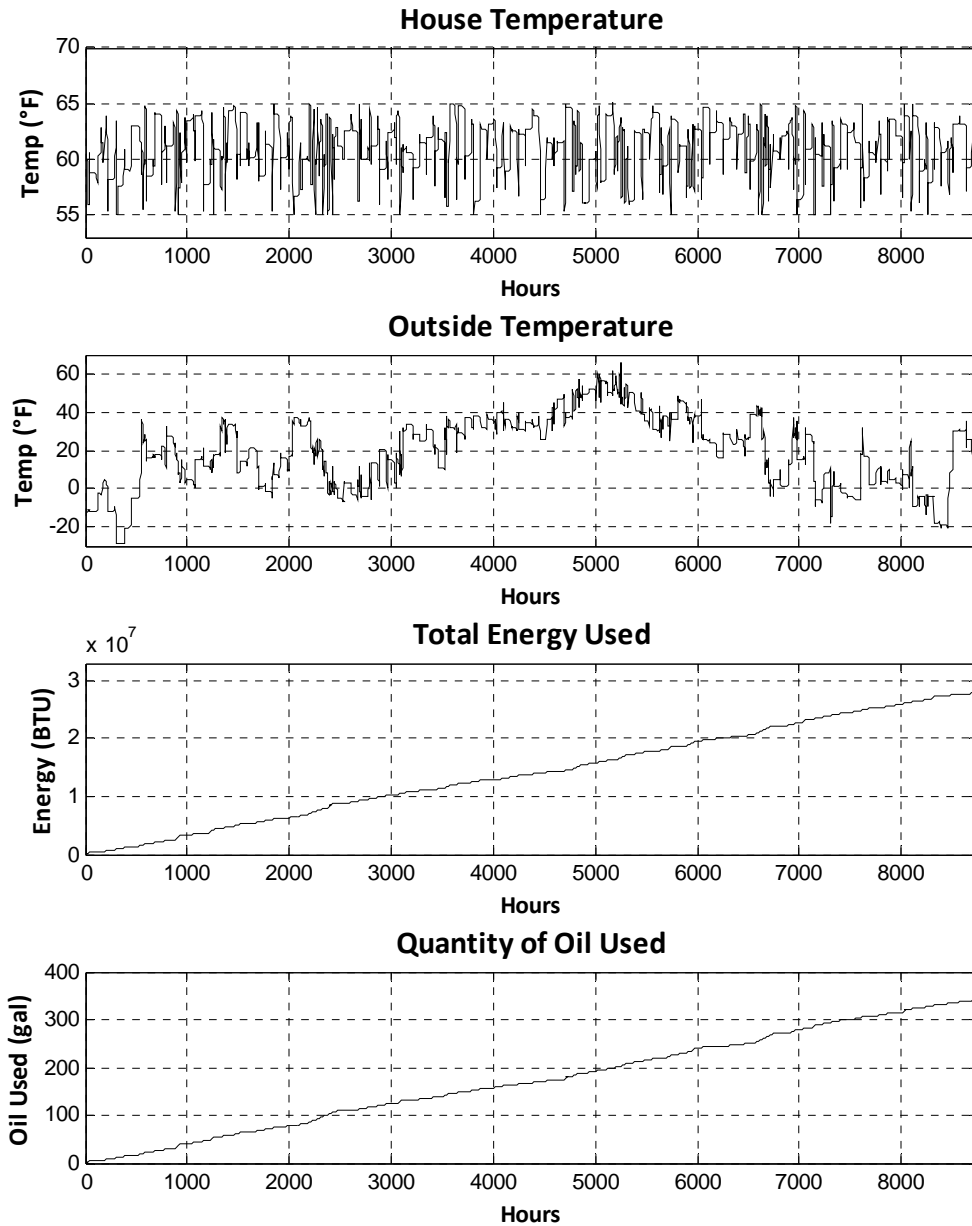 House Temperature
Temp (°F)
70
65
60
55
0 1000 2000 3000 4000 5000 6000 7000 8000
Hours
Outside Temperature
Temp (°F)
60
40
20
0
-20
0 1000 2000 3000 4000 5000 6000 7000 8000
Hours
Total Energy Used
x 10⁷
Energy (BTU)
3
2
1
0
0 1000 2000 3000 4000 5000 6000 7000 8000
Hours
Quantity of Oil Used
Oil Used (gal)
400
300
200
100
0
0 1000 2000 3000 4000 5000 6000 7000 8000
Hours